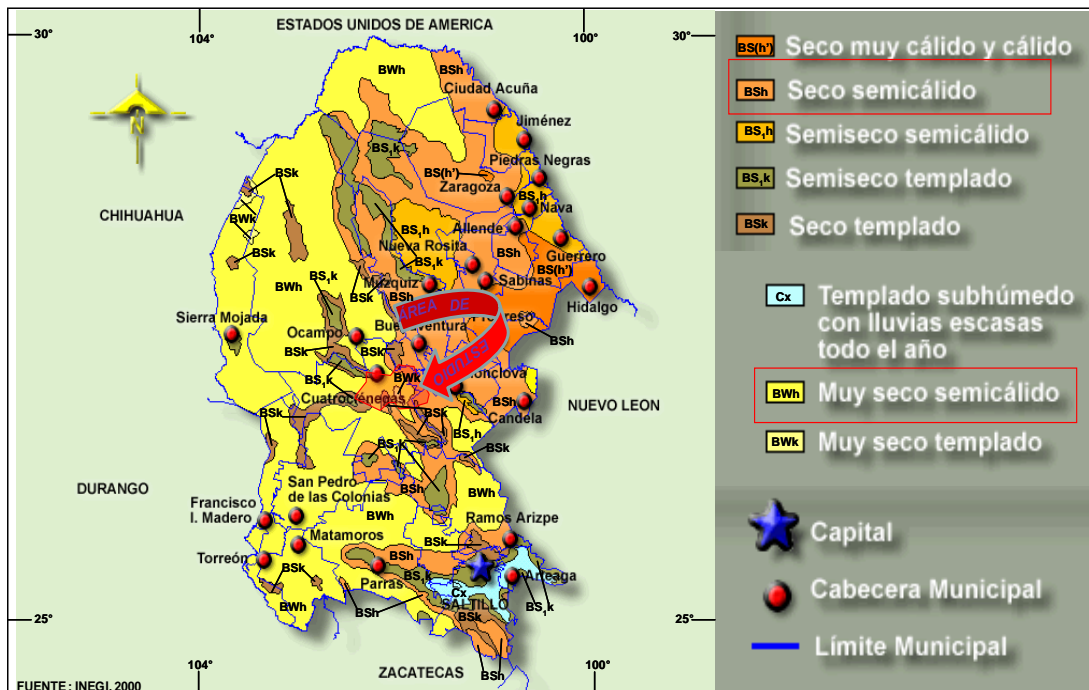 ESTADOS UNIDOS DE AMERICA
30°
104°
100°
30°
BWh
BSh
Ciudad Acuña
Jiménez
BS₁k
Piedras Negras
BS(h')
Zaragoza
BSk
BS₁h
Nava
CHIHUAHUA
BWk
BS₁h
Allende
Nueva Rosita
BSh
Guerrero
BSk
BS₁k
BS₁k
BS(h')
BWh
Múzquiz
Sabinas
BSk
BSh
Hidalgo
AREA DE
ESTUDIO
Sierra Mojada
Ocampo
BSk
BSk
BSh
BS₁k
BWk
Cuatrociénegas
BSk
BSk
BSh
Candela
NUEVO LEON
BS₁h
BS₁k
BSk
BSh
DURANGO
San Pedro
de las Colonias
BWh
Francisco
I. Madero
BWh
Ramos Arizpe
Matamoros
BSk
Torreón
BSh
BSk
Parras
BS₁k
Arteaga
Cx
SALTILLO
BWh
BSh
BSk
BS₁k
25°
25°
104°
100°
ZACATECAS
BSk
BSh
FUENTE : INEGI, 2000
BS(h') Seco muy cálido y cálido
BSh Seco semicálido
BS₁h Semiseco semicálido
BS₁k Semiseco templado
BSk Seco templado
Cx Templado subhúmedo
con lluvias escasas
todo el año
BWh Muy seco semicálido
BWk Muy seco templado
Capital
Cabecera Municipal
Límite Municipal
N